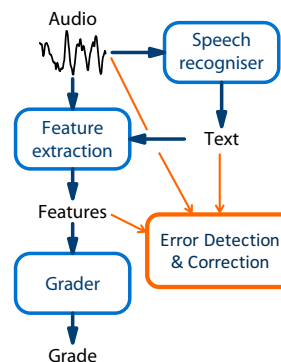 Audio
Speech
recogniser
Feature
extraction
Text
Features
Error Detection
& Correction
Grader
Grade